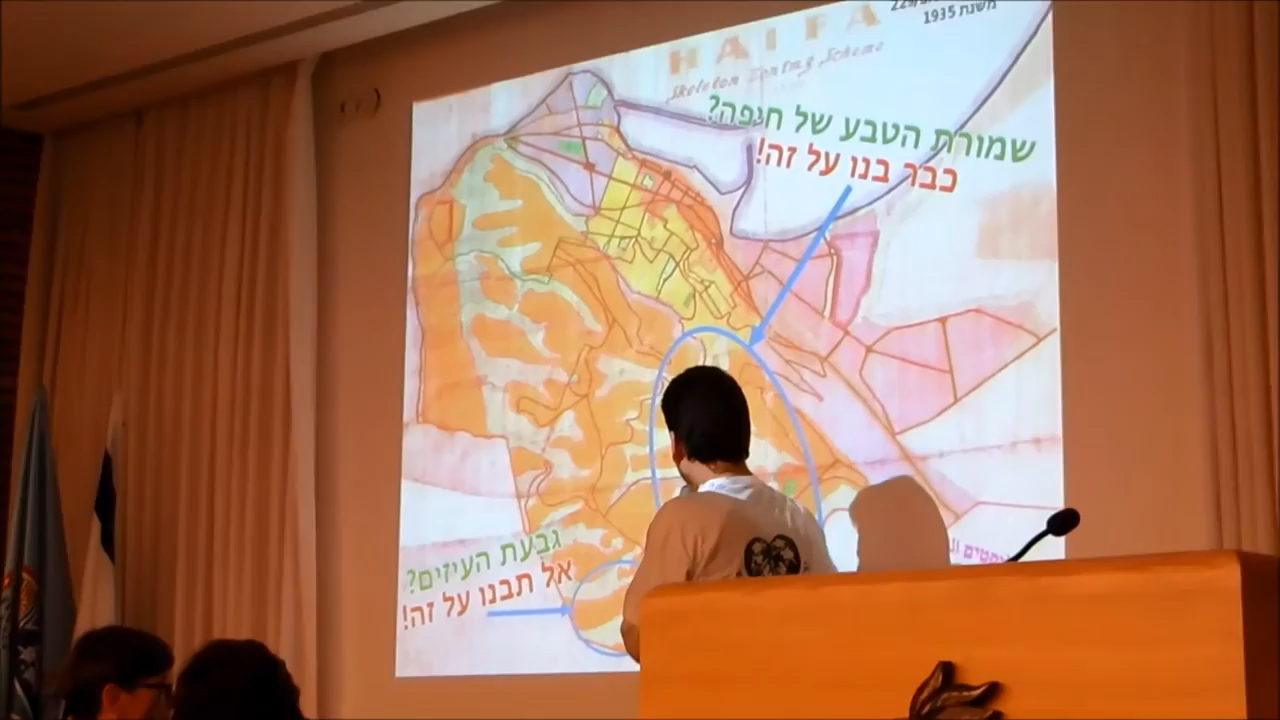 משנת 1935
HAIFA
Skeleton Zoning Scheme
שמורת הטבע של חיפה?
כבר בנו על זה!
גבעת העיזים?
אל תבנו על זה!